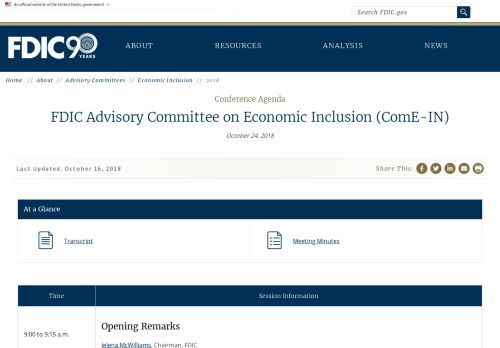 An official website of the United States government
Search FDIC.gov
FDIC 90 YEARS
ABOUT RESOURCES ANALYSIS NEWS
Home // About // Advisory Committees // Economic Inclusion // 2018
Conference Agenda
FDIC Advisory Committee on Economic Inclusion (ComE-IN)
October 24, 2018
Last Updated: October 16, 2018
Share This:
At a Glance
Transcript
Meeting Minutes
Time Session Information
Opening Remarks
9:00 to 9:15 a.m.
Jelena McWilliams, Chairman, FDIC